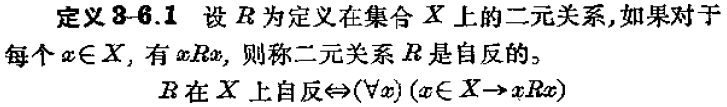 定义3-6.1 设 R 为定义在集合 X 上的二元关系,如果对于
每个 x∈X, 有 xRx, 则称二元关系 R 是自反的。
R 在 X 上自反⇔(∀x)(x∈X→xRx)